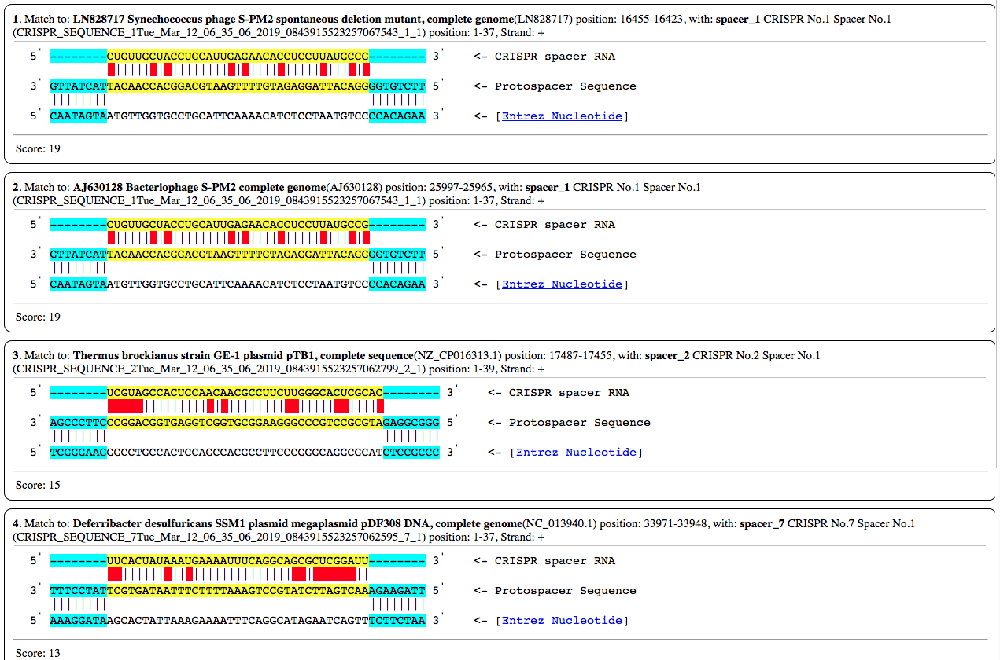 1. Match to: LN828717 Synechococcus phage S-PM2 spontaneous deletion mutant, complete genome(LN828717) position: 16455-16423, with: spacer_1 CRISPR No.1 Spacer No.1
(CRISPR_SEQUENCE_1Tue_Mar_12_06_35_06_2019_0843915523257067543_1_1) position: 1-37, Strand: +
5' --------CUGUUGCUACCUGCAUUGAGAACACCUCCUUAUGCCG-------- 3' <- CRISPR spacer RNA
3' GTTATCATTACAACCACGGACGTAAGTTTTGTAGAGGATTACAGGGGTGTCTT 5' <- Protospacer Sequence
5' CAATAGTAATGTTGGTGCCTGCATTCAAAACATCTCCTAATGTCCCCACAGAA 3' <- [Entrez Nucleotide]
Score: 19
2. Match to: AJ630128 Bacteriophage S-PM2 complete genome(AJ630128) position: 25997-25965, with: spacer_1 CRISPR No.1 Spacer No.1
(CRISPR_SEQUENCE_1Tue_Mar_12_06_35_06_2019_0843915523257067543_1_1) position: 1-37, Strand: +
5' --------CUGUUGCUACCUGCAUUGAGAACACCUCCUUAUGCCG-------- 3' <- CRISPR spacer RNA
3' GTTATCATTACAACCACGGACGTAAGTTTTGTAGAGGATTACAGGGGTGTCTT 5' <- Protospacer Sequence
5' CAATAGTAATGTTGGTGCCTGCATTCAAAACATCTCCTAATGTCCCCACAGAA 3' <- [Entrez Nucleotide]
Score: 19
3. Match to: Thermus brockianus strain GE-1 plasmid pTB1, complete sequence(NZ_CP016313.1) position: 17487-17455, with: spacer_2 CRISPR No.2 Spacer No.1
(CRISPR_SEQUENCE_2Tue_Mar_12_06_35_06_2019_0843915523257062799_2_1) position: 1-39, Strand: +
5' --------UCGUAGCCACUCCAACAACGCCUUCUUGGGCACUCGCAC-------- 3' <- CRISPR spacer RNA
3' AGCCCTTCCCGGACGGTGAGGTCGGTGCGGAAGGGCCCGTCCGCGTAGAGGCGGG 5' <- Protospacer Sequence
5' TCGGGAAGGGCCTGCCACTCCAGCCACGCCTTCCCGGGCAGGCGCATCTCCGCCC 3' <- [Entrez Nucleotide]
Score: 15
4. Match to: Deferribacter desulfuricans SSM1 plasmid megaplasmid pDF308 DNA, complete genome(NC_013940.1) position: 33971-33948, with: spacer_7 CRISPR No.7 Spacer No.1
(CRISPR_SEQUENCE_7Tue_Mar_12_06_35_06_2019_0843915523257062595_7_1) position: 1-37, Strand: +
5' --------UUCACUAUAAAUGAAAAUUUCAGGCAGCGCUCGGAUU-------- 3' <- CRISPR spacer RNA
3' TTTCCTATTCGTGATAATTTCTTTTAAAGTCCGTATCTTAGTCAAAGAAGATT 5' <- Protospacer Sequence
5' AAAGGATAAGCACTATTAAAGAAAATTTCAGGCATAGAATCAGTTTCTTCTAA 3' <- [Entrez Nucleotide]
Score: 13